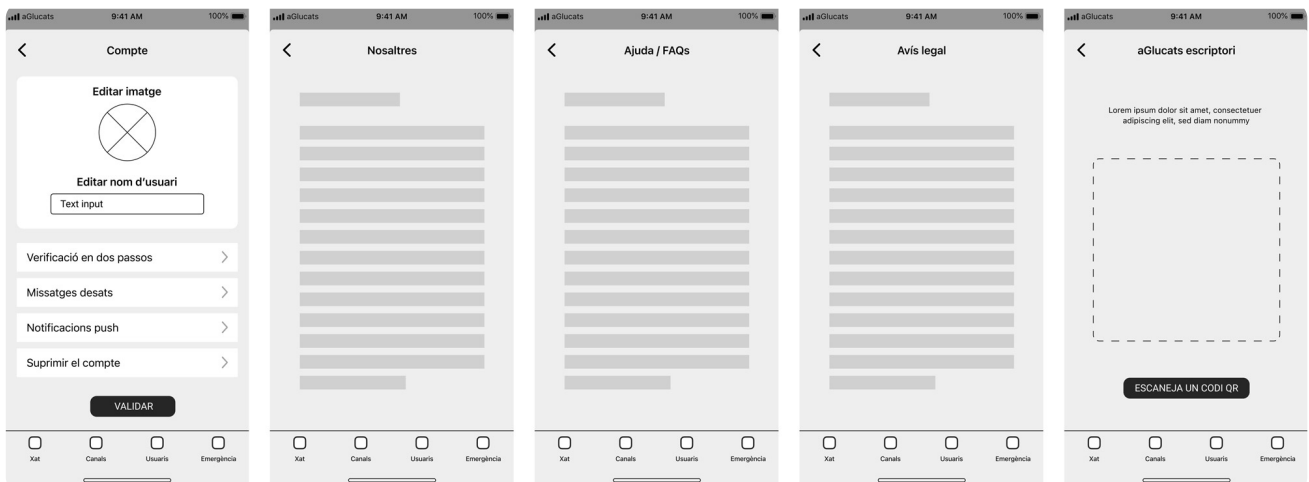 aGlucats 9:41 AM 100%
Compte
Editar imatge
Editar nom d'usuari
Text input
Verificació en dos passos
Missatges desats
Notificacions push
Suprimir el compte
VALIDAR
Xat Canals Usuaris Emergència
aGlucats 9:41 AM 100%
Nosaltres
Xat Canals Usuaris Emergència
aGlucats 9:41 AM 100%
Ajuda / FAQs
Xat Canals Usuaris Emergència
aGlucats 9:41 AM 100%
Avís legal
Xat Canals Usuaris Emergència
aGlucats 9:41 AM 100%
aGlucats escriptori
Lorem ipsum dolor sit amet, consectetuer
adipiscing elit, sed diam nonummy
ESCANEJA UN CODI QR
Xat Canals Usuaris Emergència